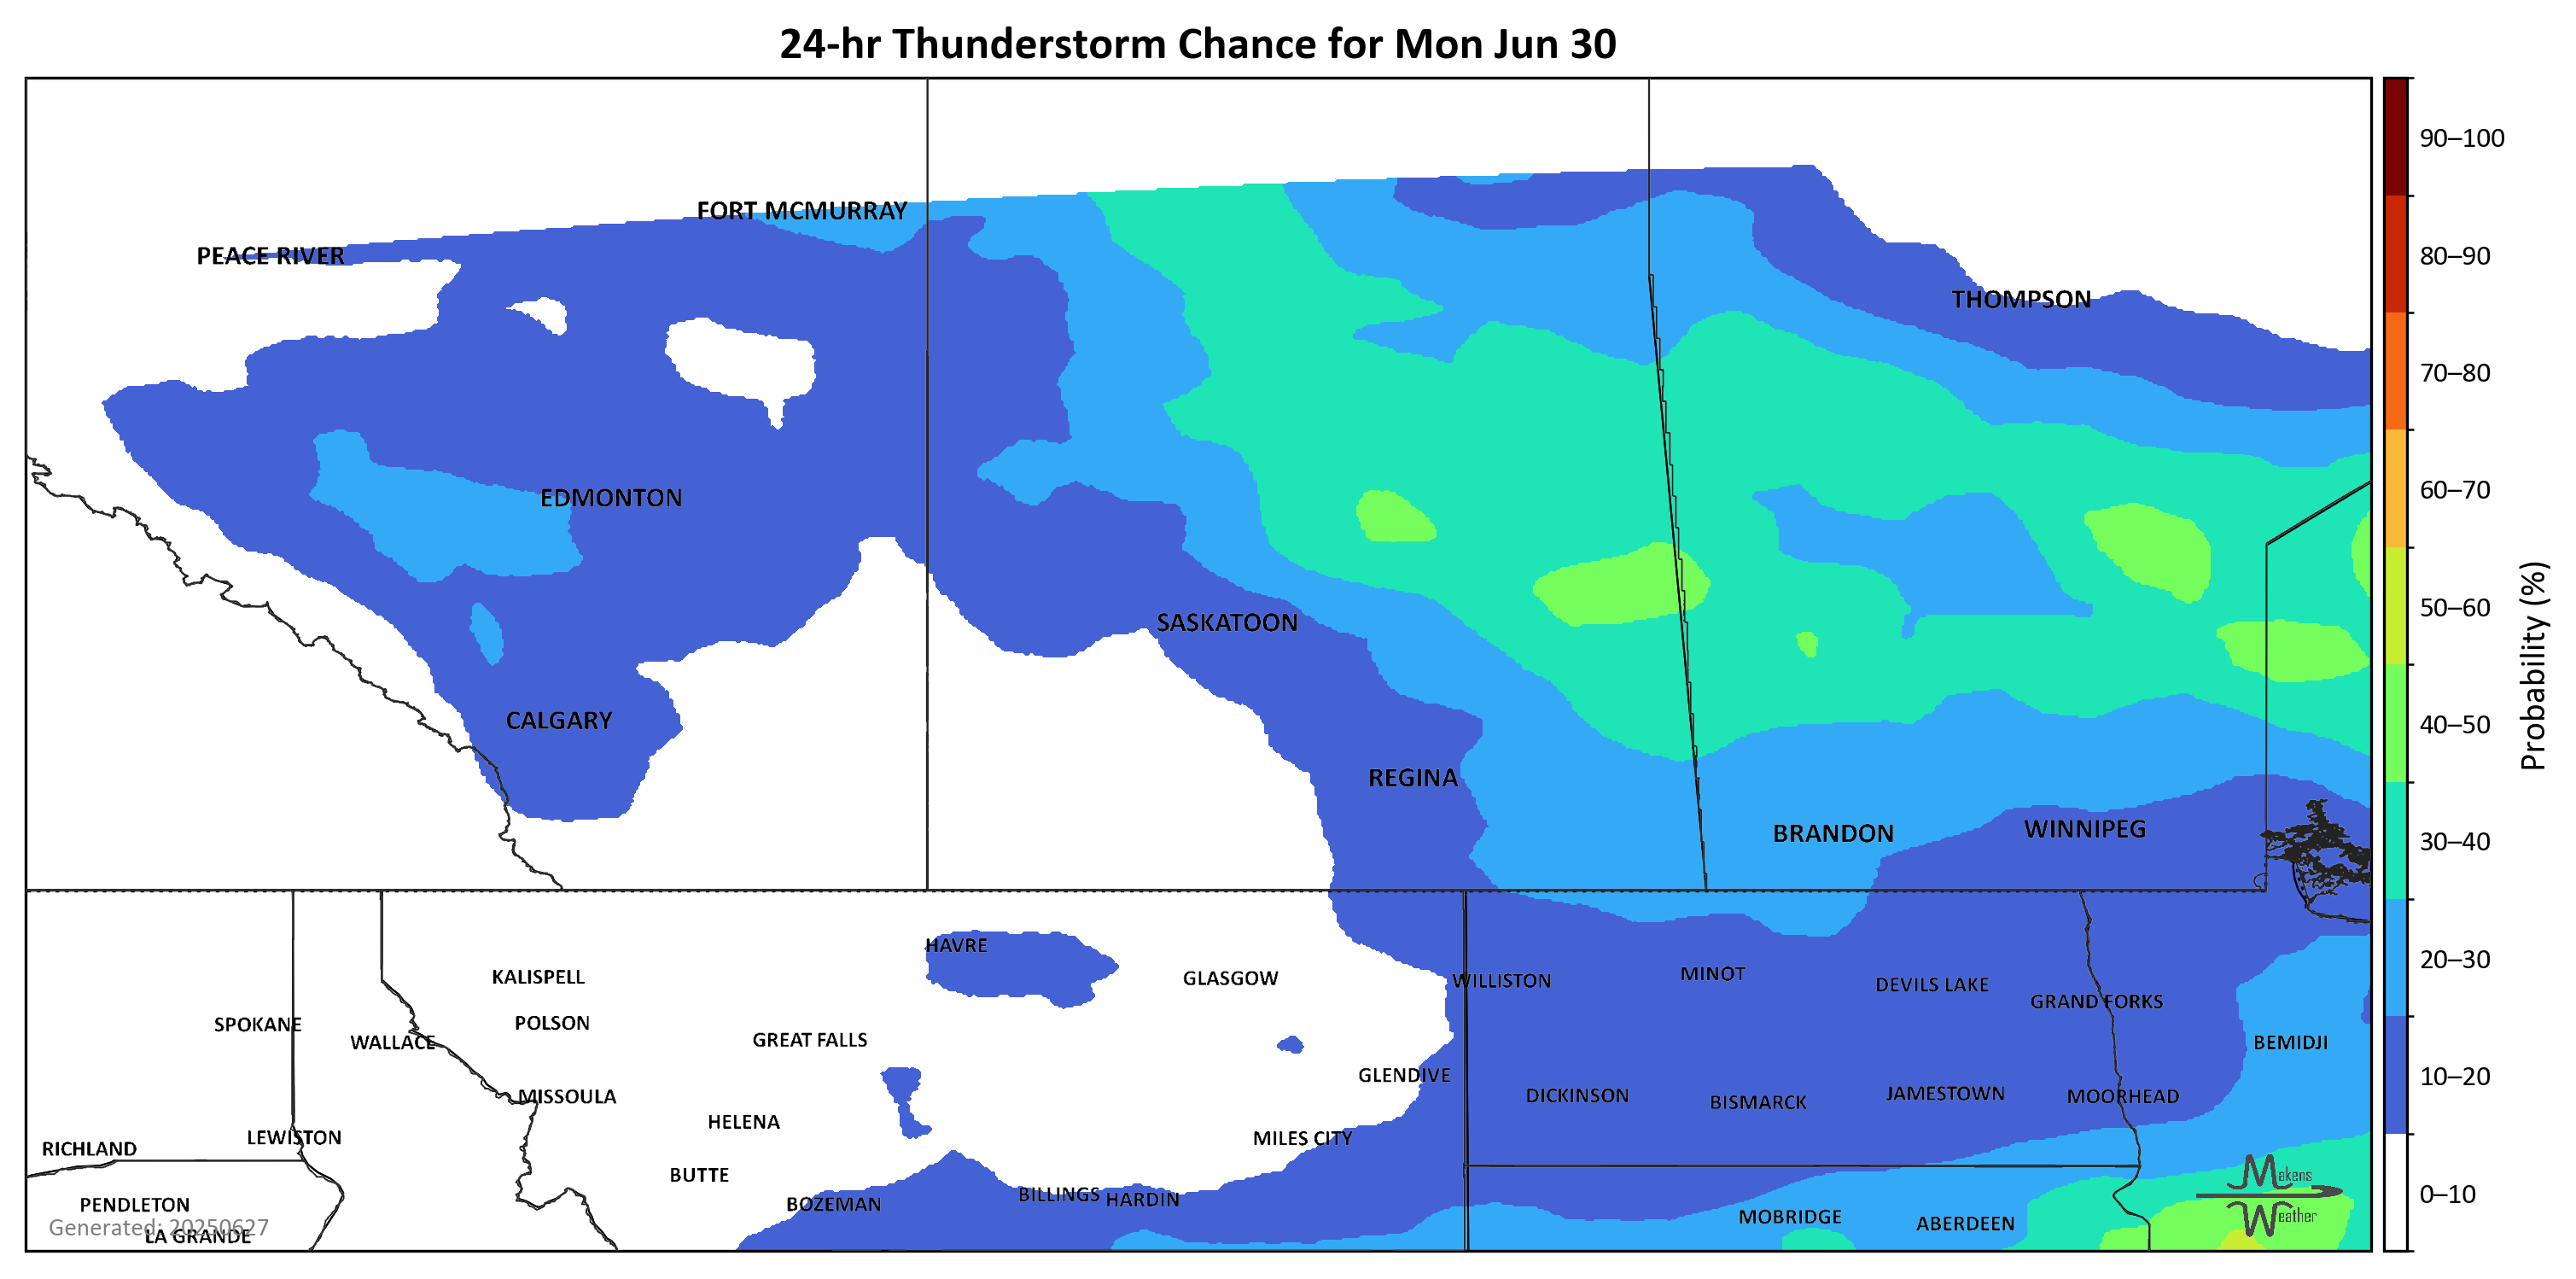 24-hr Thunderstorm Chance for Mon Jun 30
90–100
FORT MCMURRAY
PEACE RIVER
80–90
THOMPSON
70–80
60–70
EDMONTON
50–60
SASKATOON
CALGARY
40–50
Probability (%)
REGINA
WINNIPEG
BRANDON
30–40
HAVRE
20–30
MINOT
KALISPELL
GLASGOW
WILLISTON
DEVILS LAKE
GRAND FORKS
POLSON
SPOKANE
GREAT FALLS
WALLACE
BEMIDJI
GLENDIVE
10–20
JAMESTOWN
DICKINSON
MISSOULA
MOORHEAD
BISMARCK
HELENA
LEWISTON
MILES CITY
RICHLAND
BUTTE
Makens
0–10
BILLINGS
HARDIN
PENDLETON
BOZEMAN
Weather
MOBRIDGE
ABERDEEN
Generated: 20250627
LA GRANDE